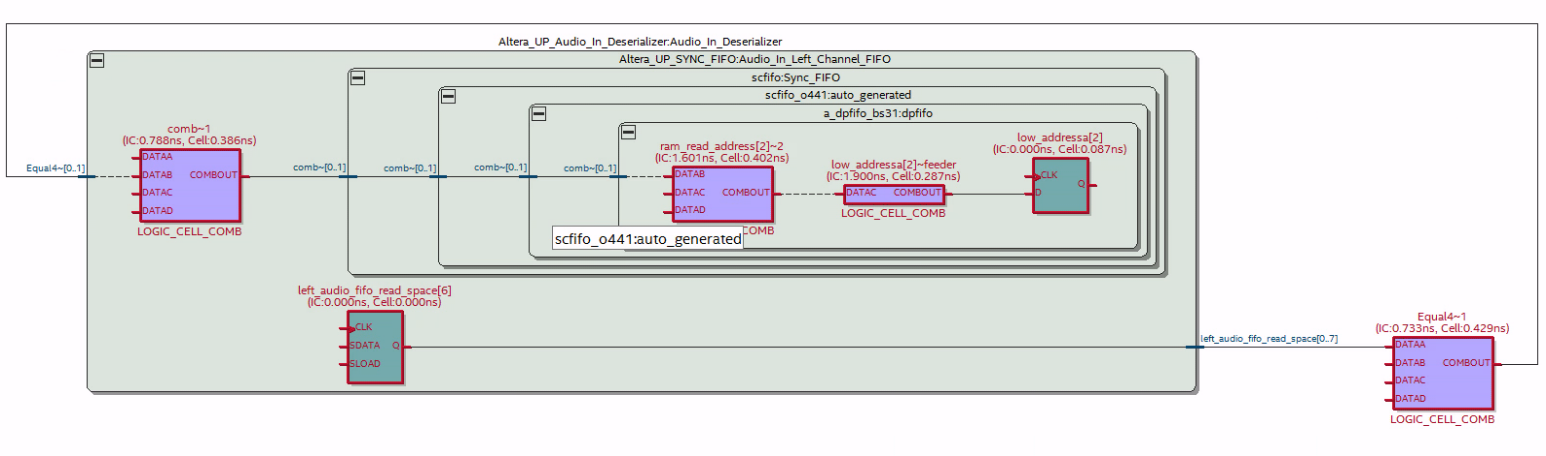 Altera_UP_Audio_In_Deserializer:Audio_In_Deserializer
Altera_UP_SYNC_FIFO:Audio_In_Left_Channel_FIFO
scfifo:Sync_FIFO
scfifo_o441:auto_generated
a_dpfifo_bs31:dpfifo
comb~1
(IC:0.788ns, Cell:0.386ns)
DATAA
DATAB
DATAC
DATAD
COMBOUT
LOGIC_CELL_COMB
Equal4~[0..1]
comb~[0..1]
comb~[0..1]
comb~[0..1]
comb~[0..1]
ram_read_address[2]~2
(IC:1.601ns, Cell:0.402ns)
DATAB
DATAC
DATAD
COMBOUT
COMB
scfifo_o441:auto_generated
low_addressa[2]~feeder
(IC:1.900ns, Cell:0.287ns)
DATAC
COMBOUT
LOGIC_CELL_COMB
low_addressa[2]
(IC:0.000ns, Cell:0.087ns)
CLK
D
Q
left_audio_fifo_read_space[6]
(IC:0.000ns, Cell:0.000ns)
CLK
SDATA
SLOAD
Q
left_audio_fifo_read_space[0..7]
Equal4~1
(IC:0.733ns, Cell:0.429ns)
DATAA
DATAB
DATAC
DATAD
COMBOUT
LOGIC_CELL_COMB